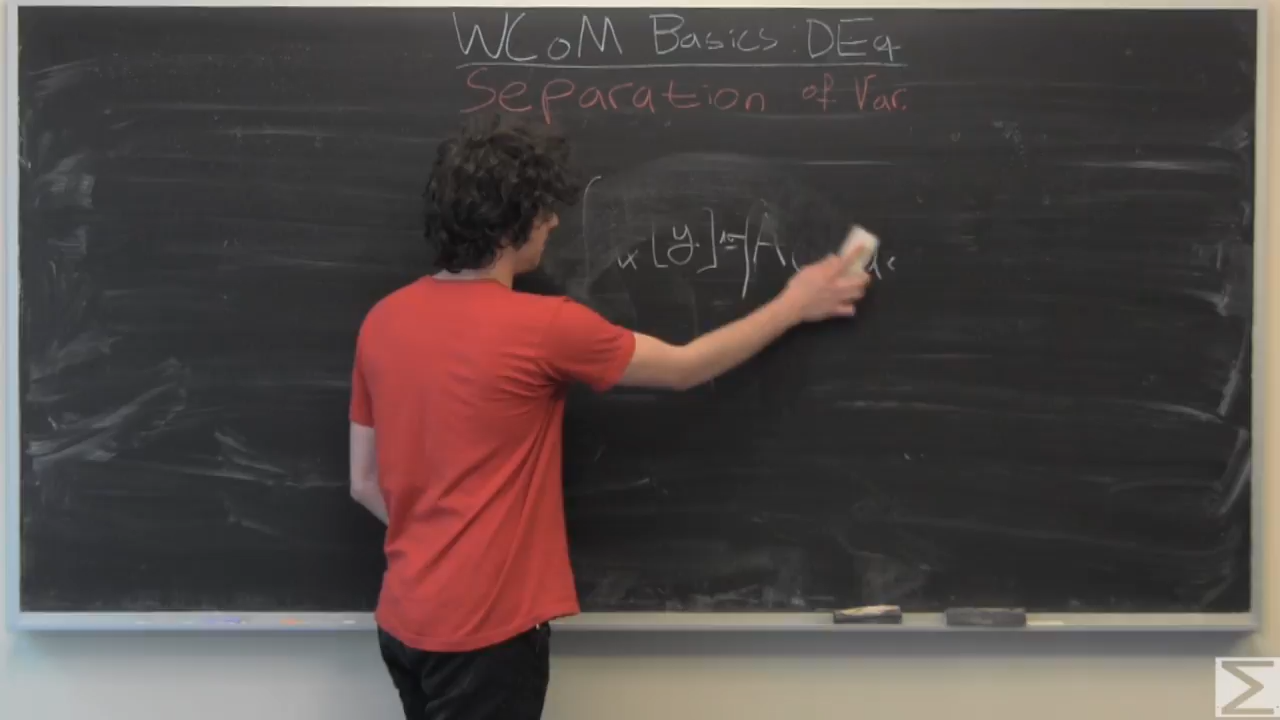 WCoM Basics: DEq
Separation of Var.
[y]
Σ